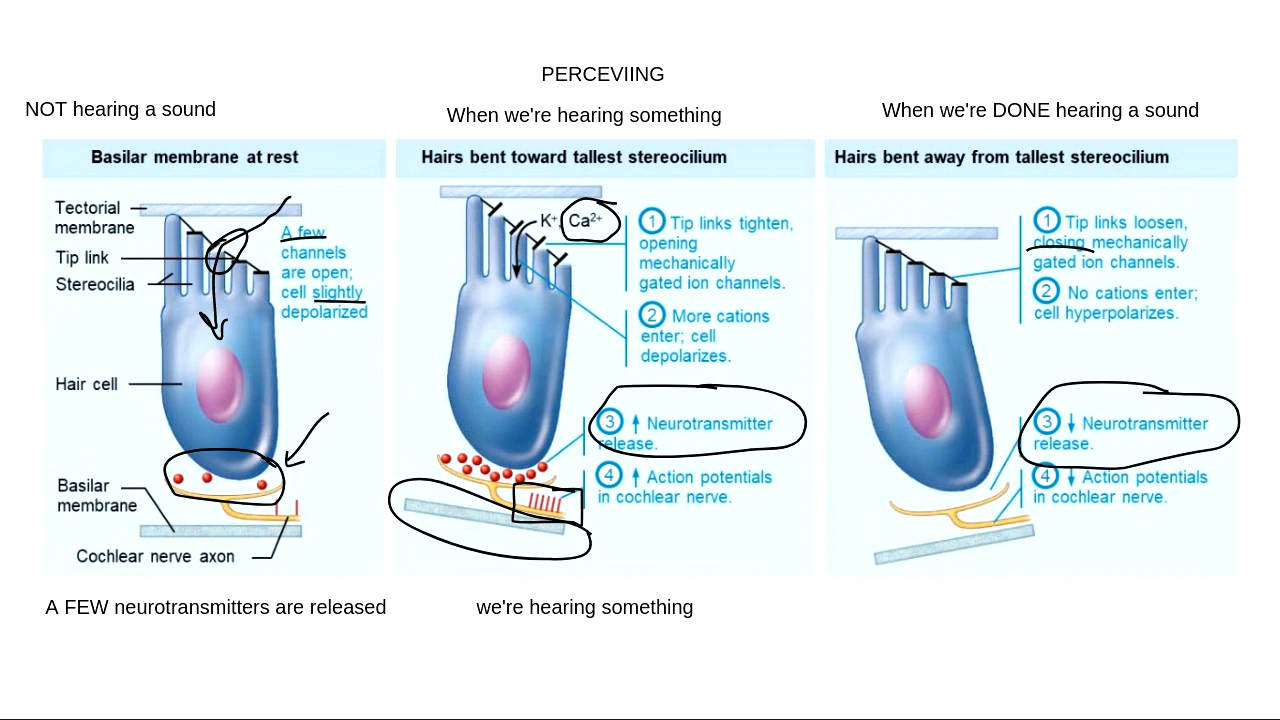 PERCEVIING
NOT hearing a sound
When we're hearing something
When we're DONE hearing a sound
Basilar membrane at rest
Tectorial
membrane
Tip link
Stereocilia
Hair cell
Basilar
membrane
Cochlear nerve axon
A few
channels
are open;
cell slightly
depolarized
Hairs bent toward tallest stereocilium
K+, Ca2+
1 Tip links tighten,
opening
mechanically
gated ion channels.
2 More cations
enter; cell
depolarizes.
3 ↑ Neurotransmitter
release.
4 ↑ Action potentials
in cochlear nerve.
Hairs bent away from tallest stereocilium
1 Tip links loosen,
closing mechanically
gated ion channels.
2 No cations enter;
cell hyperpolarizes.
3 ↓ Neurotransmitter
release.
4 ↓ Action potentials
in cochlear nerve.
A FEW neurotransmitters are released
we're hearing something